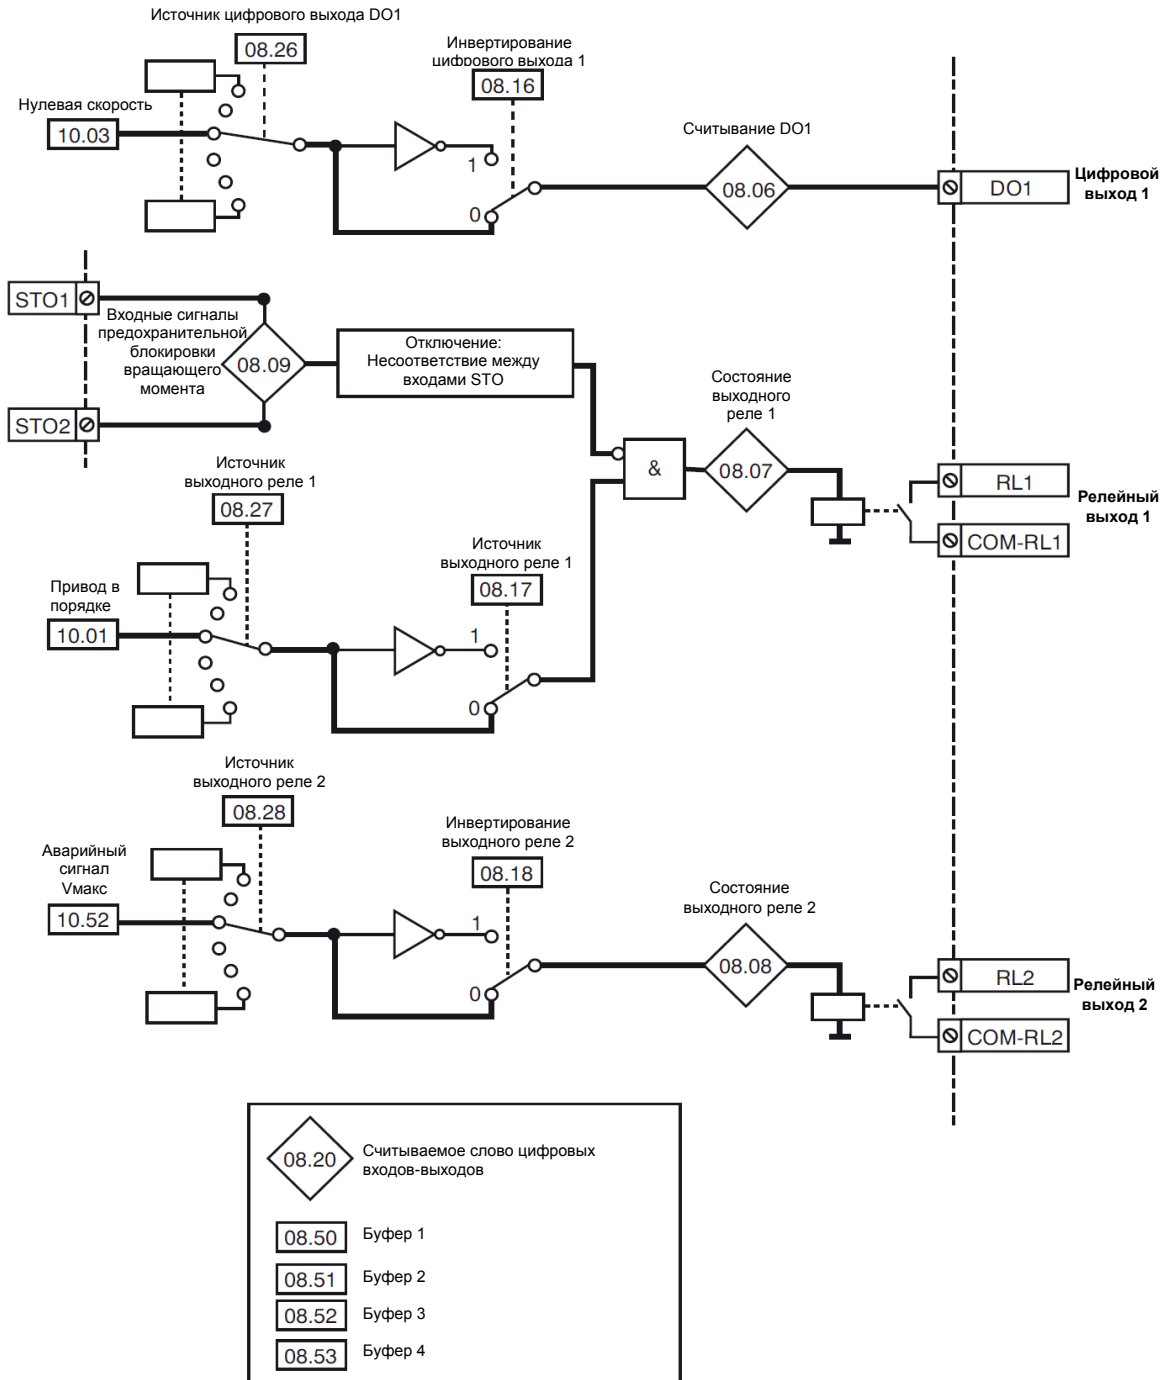 Источник цифрового выхода DO1
08.26
Инвертирование
цифрового выхода 1
08.16
Нулевая скорость
10.03
1
0
Считывание DO1
08.06
DO1
Цифровой
выход 1
STO1
Входные сигналы
предохранительной
блокировки
вращающего
момента
08.09
STO2
Отключение:
Несоответствие между
входами STO
Источник
выходного реле 1
08.27
Состояние
выходного
реле 1
&
08.07
RL1
COM-RL1
Релейный
выход 1
Источник
выходного реле 1
08.17
Привод в
порядке
10.01
1
0
Источник
выходного реле 2
08.28
Инвертирование
выходного реле 2
08.18
Аварийный
сигнал
Vмакс
10.52
1
0
Состояние
выходного реле 2
08.08
RL2
COM-RL2
Релейный
выход 2
08.20
Считываемое слово цифровых
входов-выходов
08.50
Буфер 1
08.51
Буфер 2
08.52
Буфер 3
08.53
Буфер 4